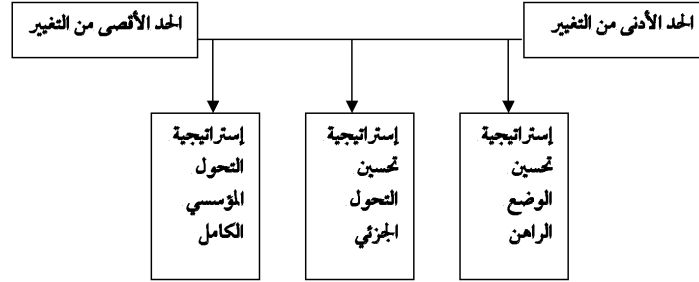 الحد الأدنى من التغيير
الحد الأقصى من التغيير
إستراتيجية
تحسين
الوضع
الراهن
إستراتيجية
تحسين
التحول
الجزئي
إستراتيجية
التحول
المؤسسي
الكامل